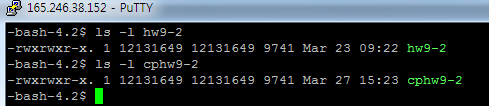 165.246.38.152 - PuTTY
-bash-4.2$ ls -l hw9-2
-rwxrwxr-x. 1 12131649 12131649 9741 Mar 23 09:22 hw9-2
-bash-4.2$ ls -l cphw9-2
-rwxrwxr-x. 1 12131649 12131649 9741 Mar 27 15:23 cphw9-2
-bash-4.2$